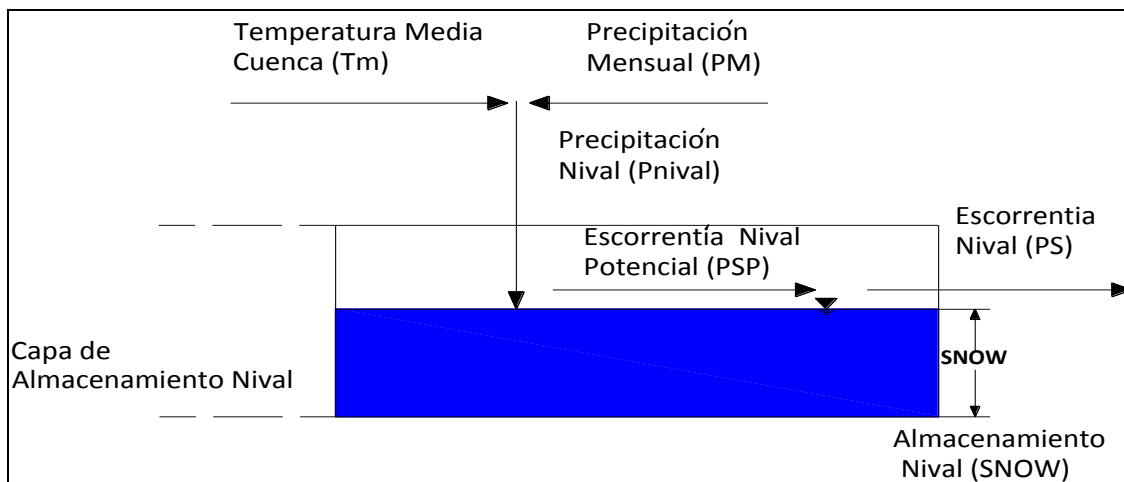 Temperatura Media
Cuenca (Tm)
Precipitación
Mensual (PM)
Precipitación
Nival (Pnival)
Escorrentía Nival
Potencial (PSP)
Escorrentia
Nival (PS)
Capa de
Almacenamiento Nival
SNOW
Almacenamiento
Nival (SNOW)